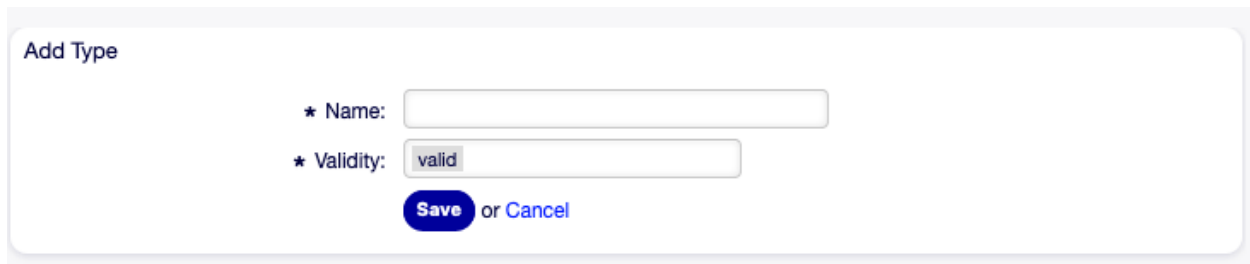 Add Type
★ Name:
★ Validity: valid
Save or Cancel